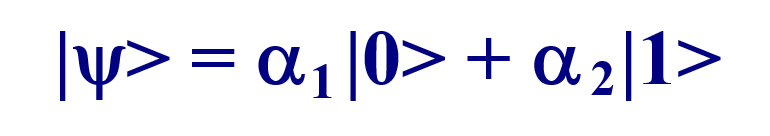 |ψ> = α₁|0> + α₂|1>